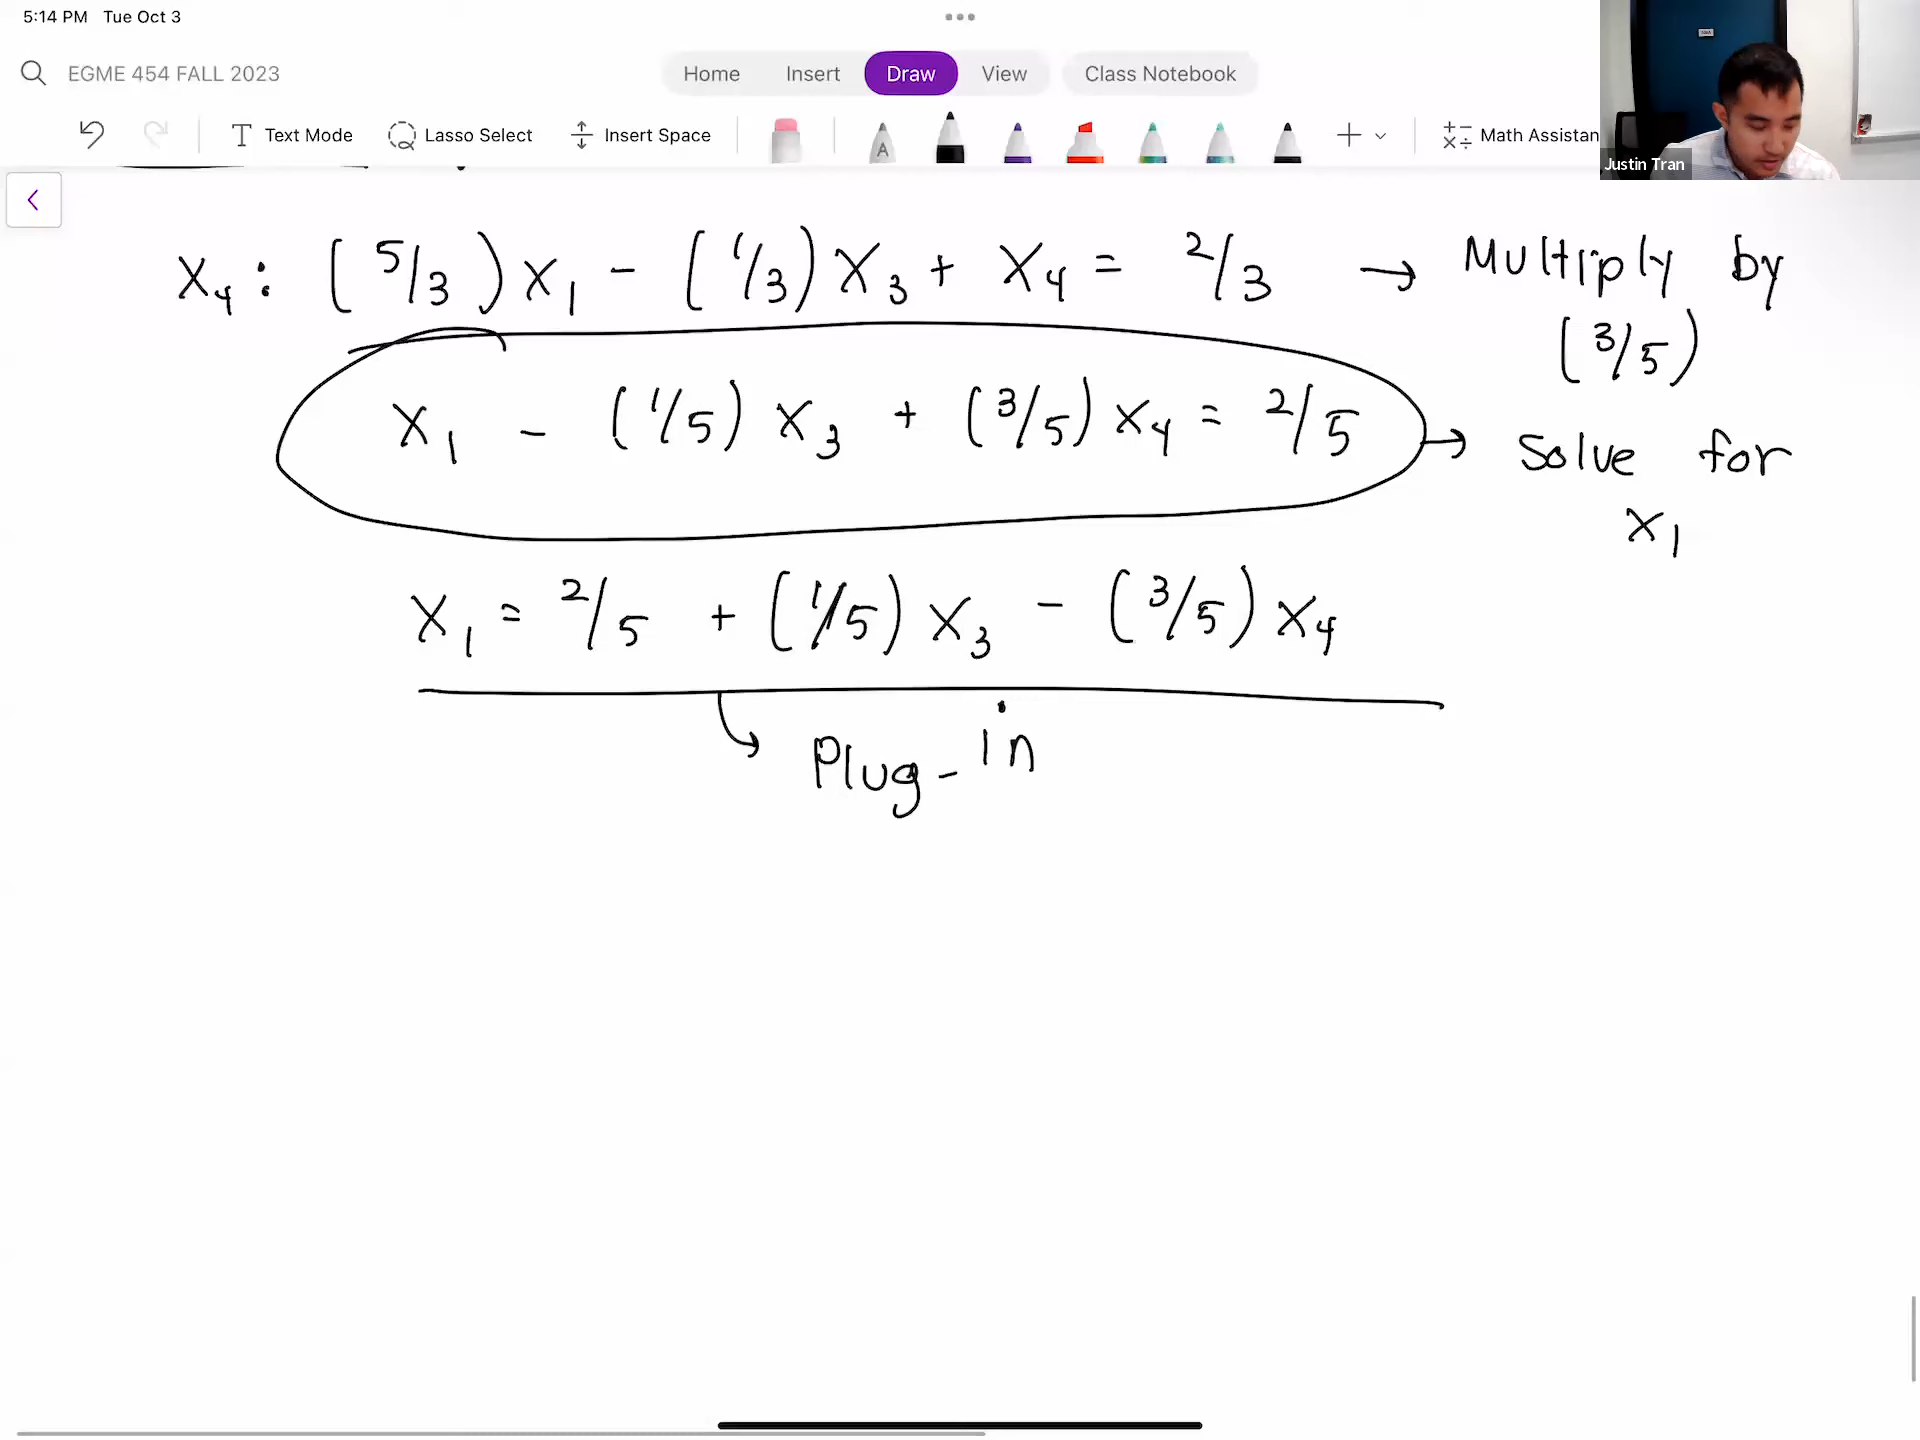 5:14 PM Tue Oct 3
EGME 454 FALL 2023
Home Insert Draw View Class Notebook
Text Mode Lasso Select Insert Space A Math Assistan
Justin Tran
X₄: (5/3)X₁ - (1/3)X₃ + X₄ = 2/3 → Multiply by
(3/5)
X₁ - (1/5)X₃ + (3/5)X₄ = 2/5 → Solve for
X₁
X₁ = 2/5 + (1/5)X₃ - (3/5)X₄
Plug-in